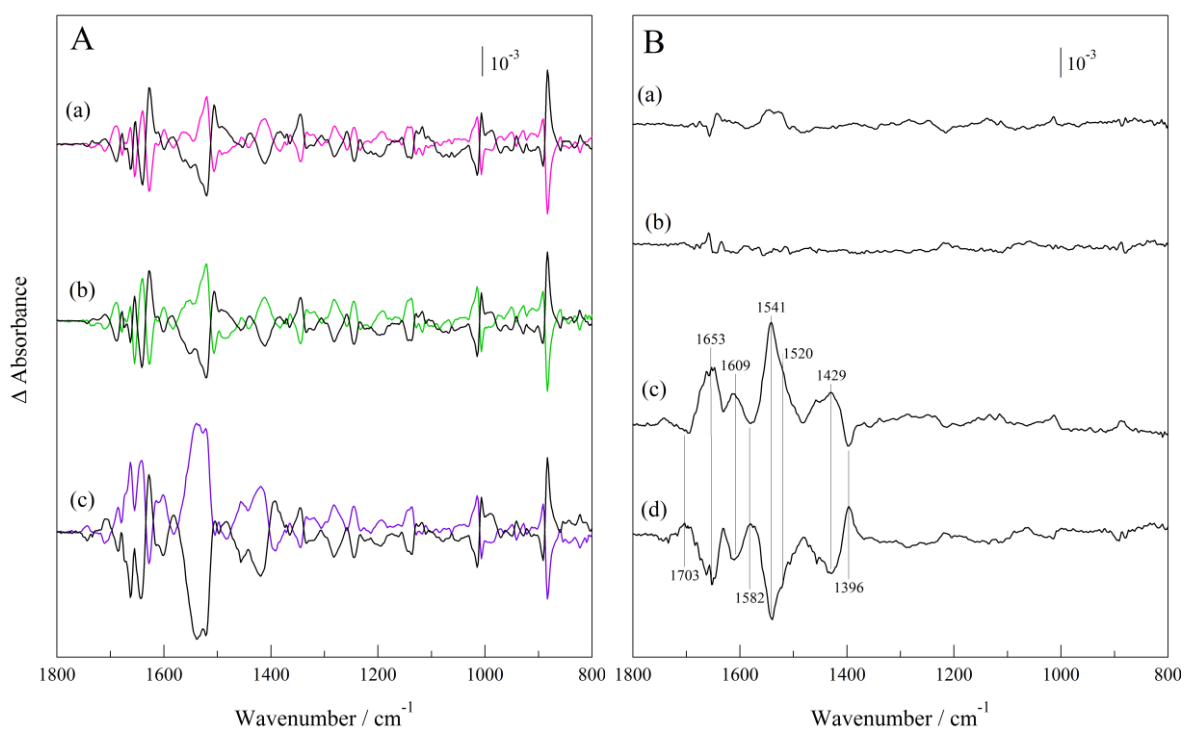 Δ Absorbance
A
10⁻³
(a)
(b)
(c)
1800
1600
1400
1200
1000
800
Wavenumber / cm⁻¹
B
10⁻³
(a)
(b)
1541
1653
1520
1609
1429
(c)
(d)
1703
1582
1396
1800
1600
1400
1200
1000
800
Wavenumber / cm⁻¹